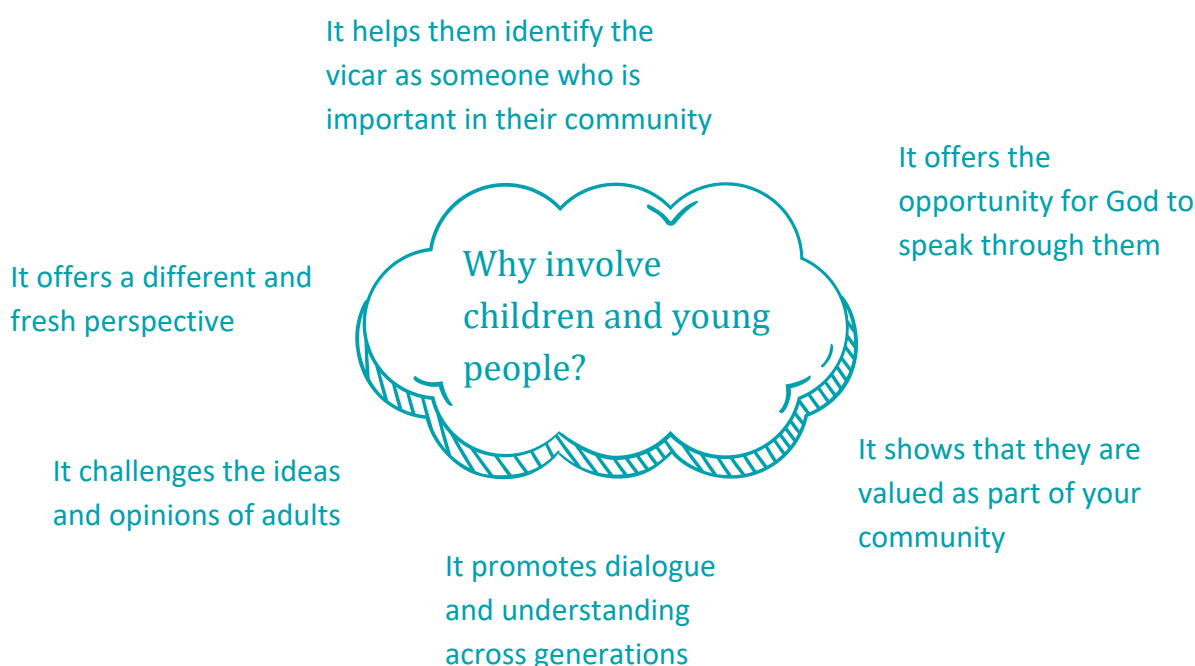 It helps them identify the
vicar as someone who is
important in their community
It offers the
opportunity for God to
speak through them
It offers a different and
fresh perspective
Why involve
children and young
people?
It challenges the ideas
and opinions of adults
It shows that they are
valued as part of your
community
It promotes dialogue
and understanding
across generations